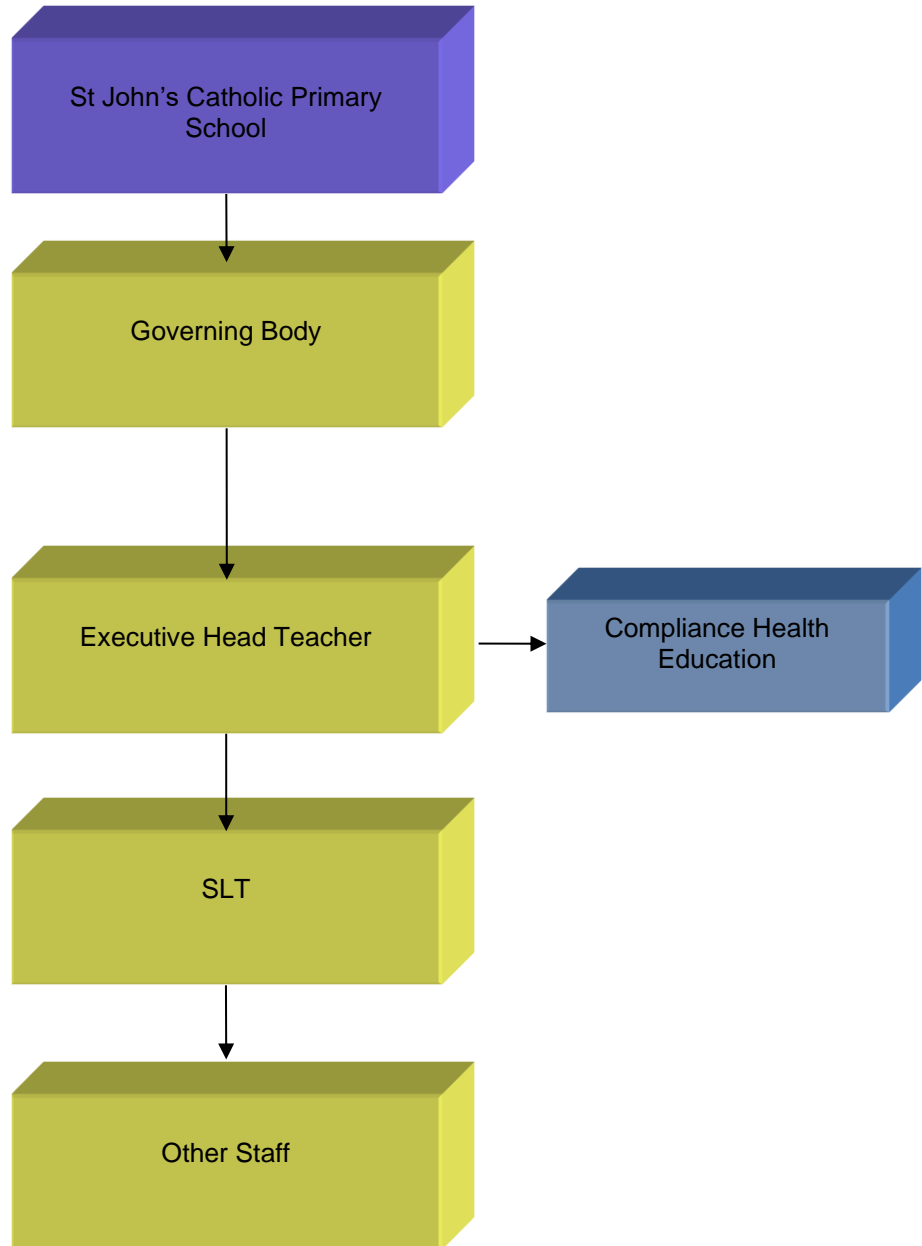 St John’s Catholic Primary
School
Governing Body
Executive Head Teacher
Compliance Health
Education
SLT
Other Staff